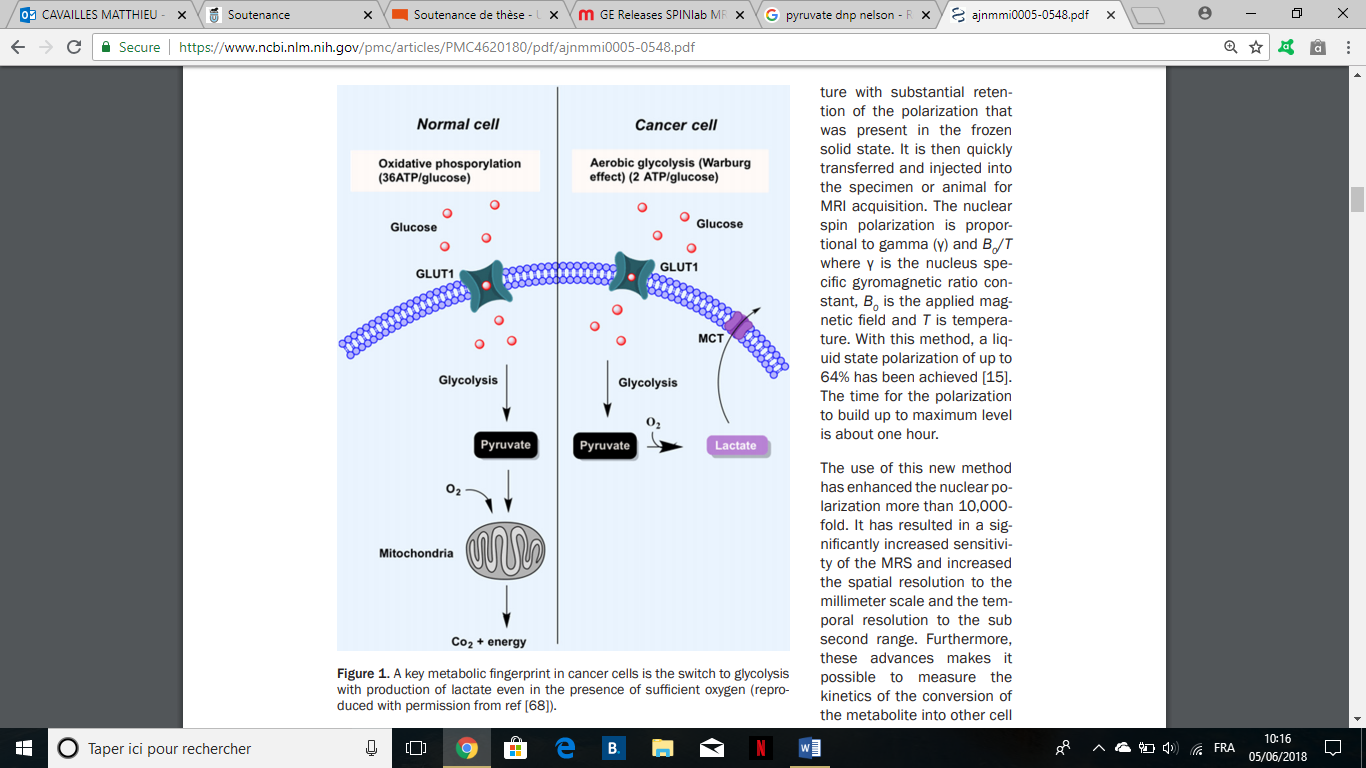 CAVAILLES MATTHIEU -
Soutenance
Soutenance de thèse -
GE Releases SPINlab MR
pyruvate dnp nelson -
ajnmmi0005-0548.pdf
Secure
https://www.ncbi.nlm.nih.gov/pmc/articles/PMC4620180/pdf/ajnmmi0005-0548.pdf
Normal cell
Cancer cell
Oxidative phosporylation
(36ATP/glucose)
Aerobic glycolysis (Warburg
effect) (2 ATP/glucose)
Glucose
Glucose
GLUT1
GLUT1
MCT
Glycolysis
Glycolysis
Pyruvate
Pyruvate
O2
Lactate
O2
Mitochondria
Co2 + energy
Figure 1. A key metabolic fingerprint in cancer cells is the switch to glycolysis
with production of lactate even in the presence of sufficient oxygen (repro-
duced with permission from ref [68]).
ture with substantial reten-
tion of the polarization that
was present in the frozen
solid state. It is then quickly
transferred and injected into
the specimen or animal for
MRI acquisition. The nuclear
spin polarization is propor-
tional to gamma (γ) and B0/T
where γ is the nucleus spe-
cific gyromagnetic ratio con-
stant, B0 is the applied mag-
netic field and T is tempera-
ture. With this method, a liq-
uid state polarization of up to
64% has been achieved [15].
The time for the polarization
to build up to maximum level
is about one hour.
The use of this new method
has enhanced the nuclear po-
larization more than 10,000-
fold. It has resulted in a sig-
nificantly increased sensitivi-
ty of the MRS and increased
the spatial resolution to the
millimeter scale and the tem-
poral resolution to the sub
second range. Furthermore,
these advances makes it
possible to measure the
kinetics of the conversion of
the metabolite into other cell
Taper ici pour rechercher
B.
N
FRA
10:16
05/06/2018